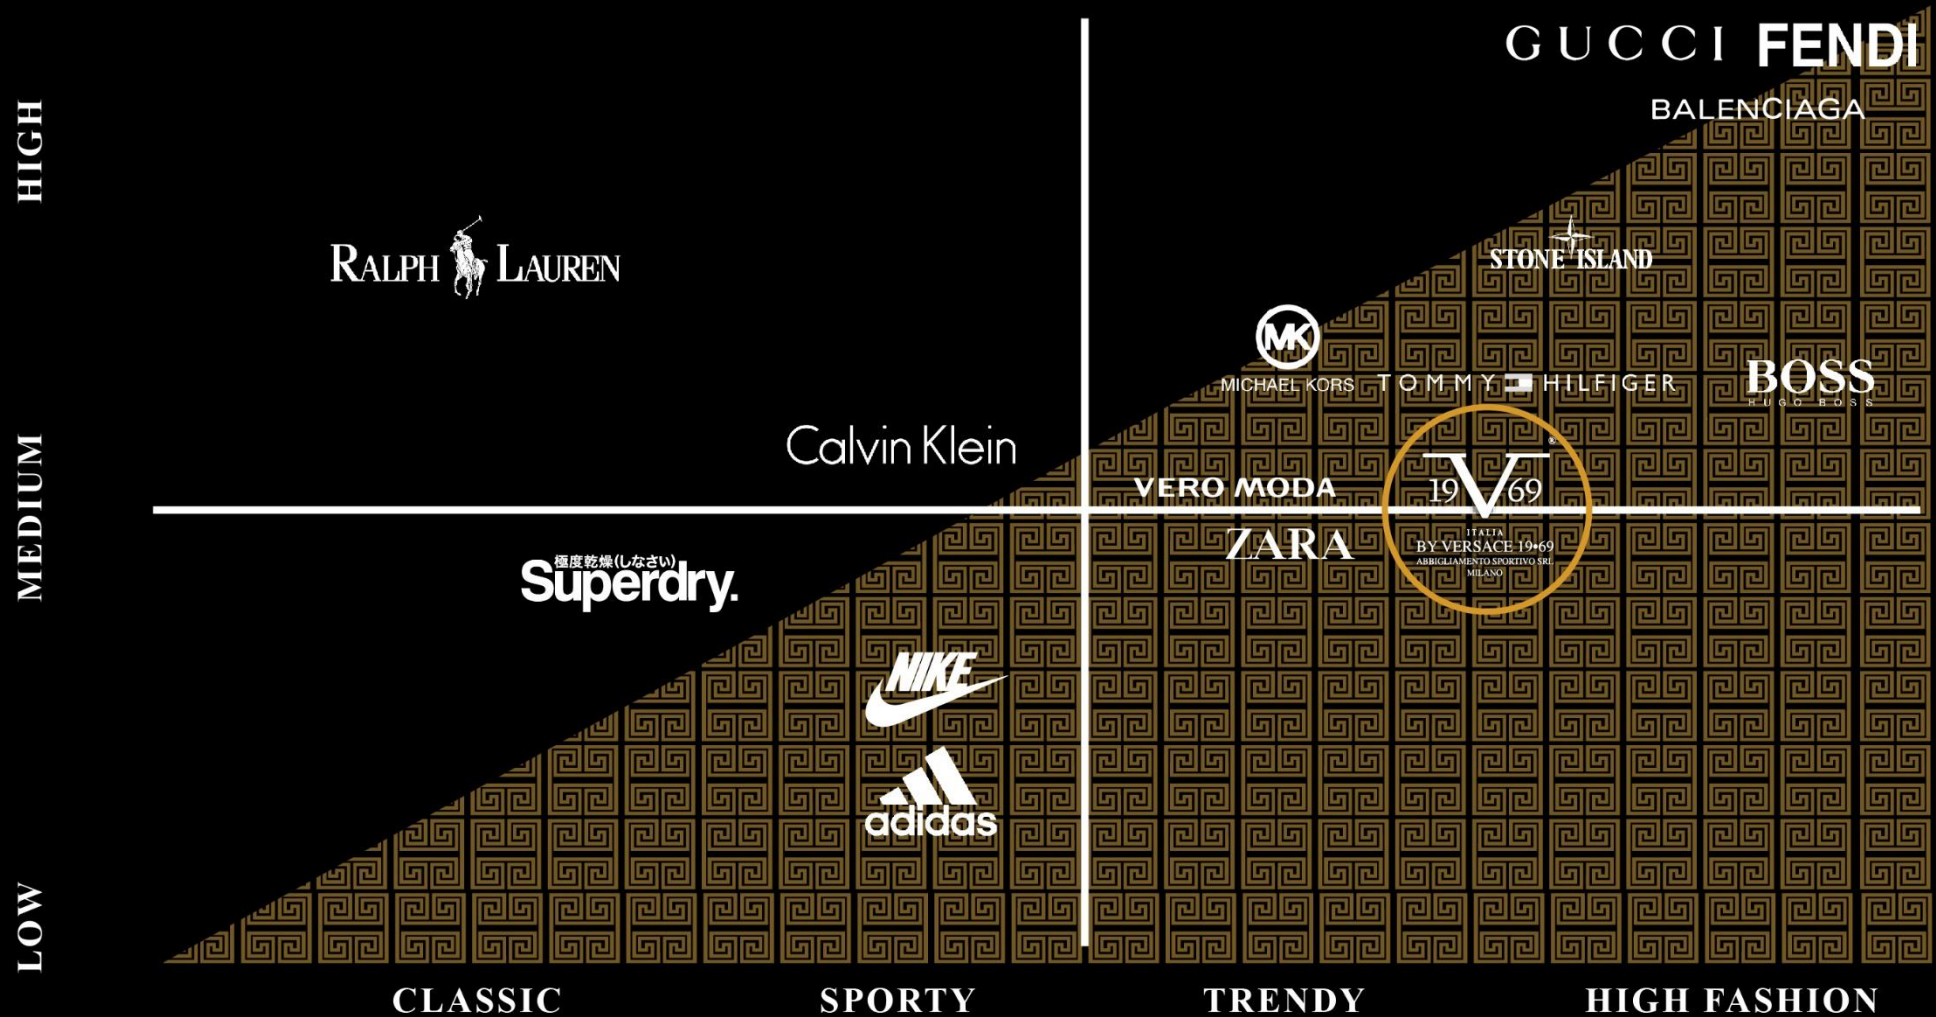 GUCCI FENDI
BALENCIAGA
HIGH
RALPH LAUREN
STONE ISLAND
MK
MICHAEL KORS
TOMMY HILFIGER
BOSS
HUGO BOSS
Calvin Klein
MEDIUM
VERO MODA
®
19V69
ITALIA
BY VERSACE 19•69
ABBIGLIAMENTO SPORTIVO SRL
MILANO
ZARA
極度乾燥(しなさい)
Superdry.
NIKE
adidas
LOW
CLASSIC
SPORTY
TRENDY
HIGH FASHION